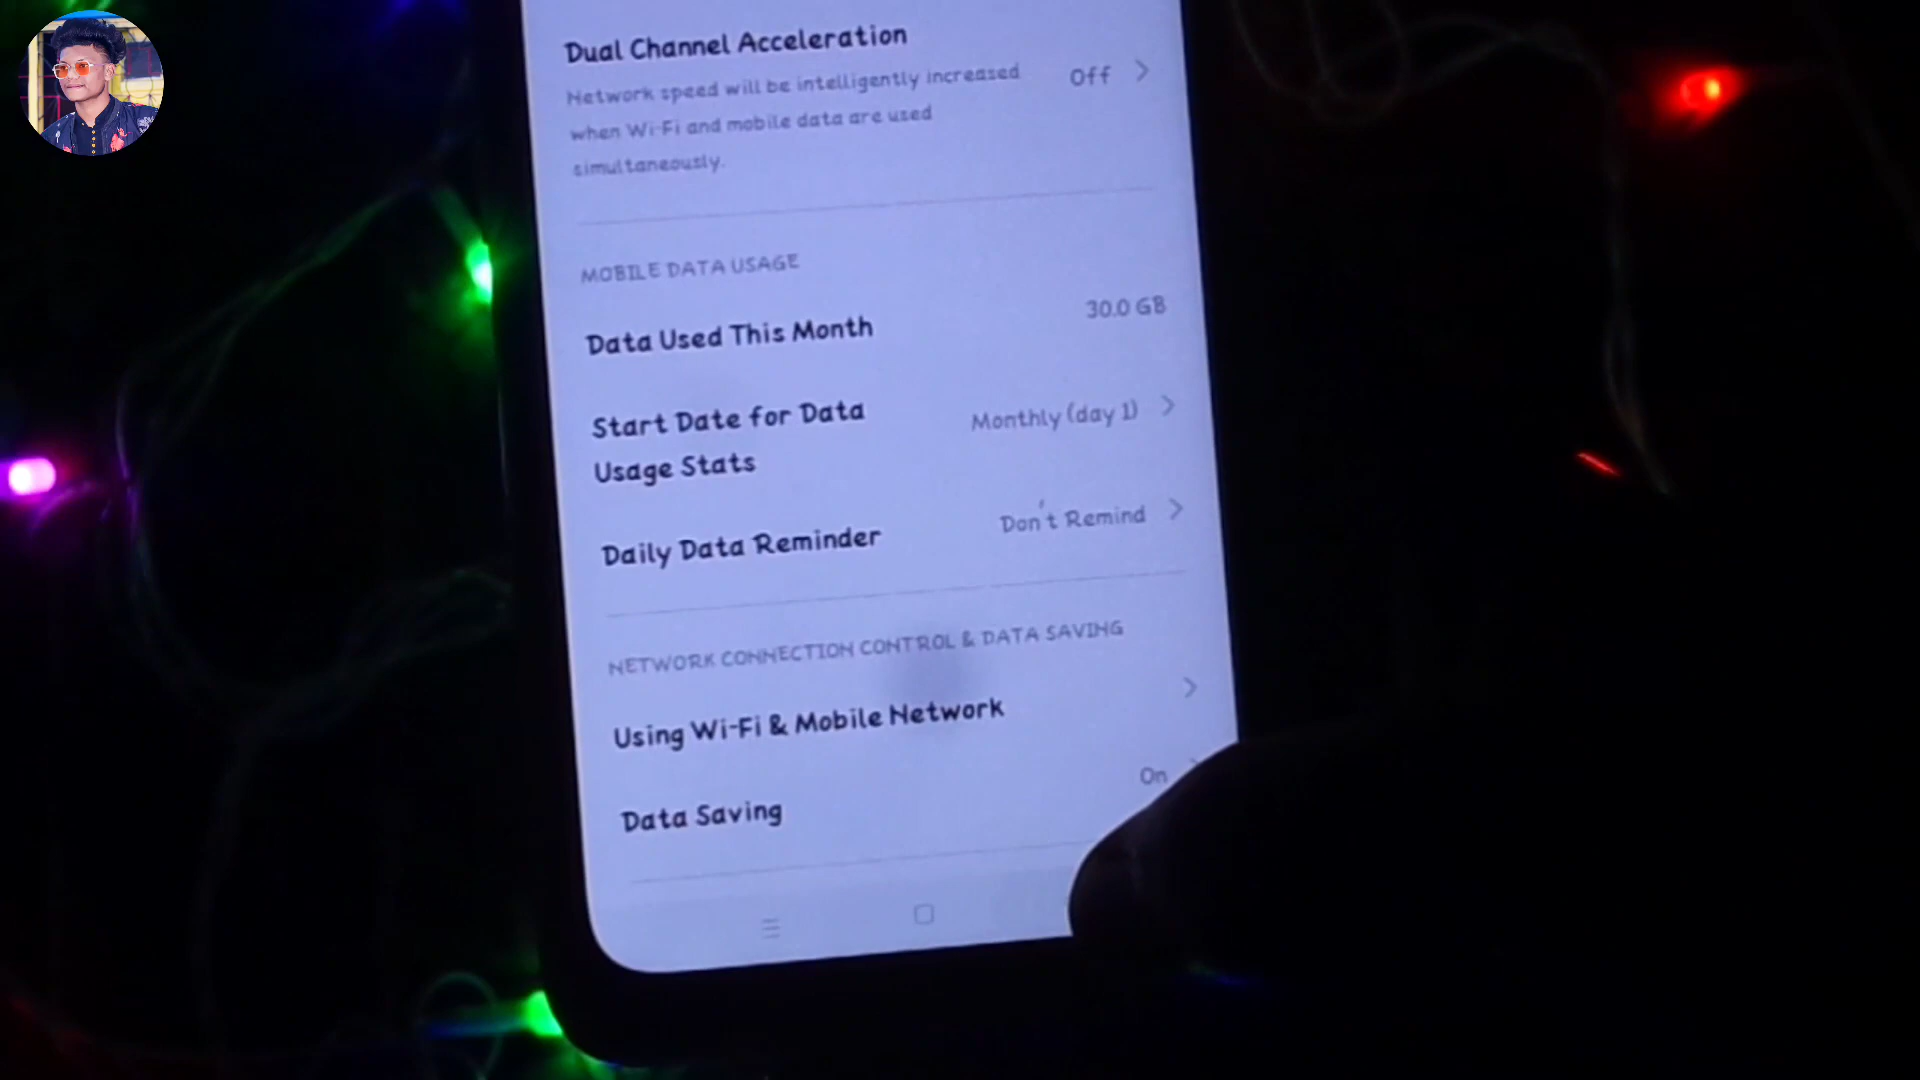 Dual Channel Acceleration
Network speed will be intelligently increased
when Wi-Fi and mobile data are used
simultaneously.
Off
MOBILE DATA USAGE
Data Used This Month
30.0 GB
Start Date for Data
Usage Stats
Monthly (day 1)
Daily Data Reminder
Don't Remind
NETWORK CONNECTION CONTROL & DATA SAVING
Using Wi-Fi & Mobile Network
Data Saving
On